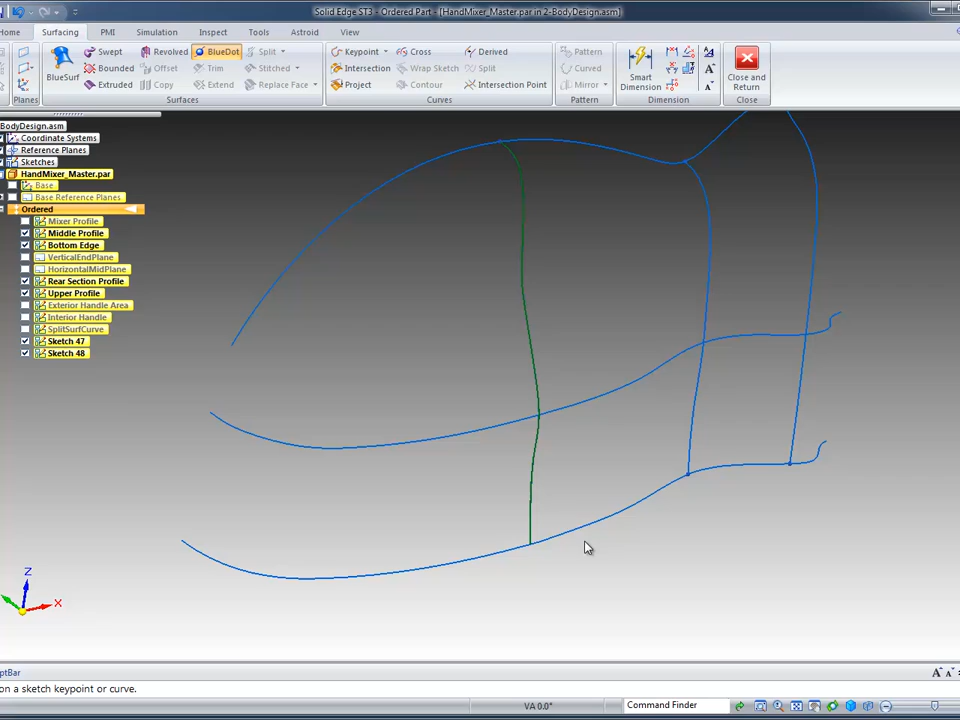 Solid Edge ST3 - Ordered Part - [HandMixer_Master.par in 2-BodyDesign.asm]
Home Surfacing PMI Simulation Inspect Tools Astroid View
Swept Revolved BlueDot Split Keypoint Cross Derived Pattern
BlueSurf Bounded Offset Trim Stitched Intersection Wrap Sketch Split Curved Smart Dimension Close and Return
Extruded Copy Extend Replace Face Project Contour Intersection Point Mirror
Planes Surfaces Curves Pattern Dimension Close
BodyDesign.asm
Coordinate Systems
Reference Planes
Sketches
HandMixer_Master.par
Base
Base Reference Planes
Ordered
Mixer Profile
Middle Profile
Bottom Edge
VerticalEndPlane
HorizontalMidPlane
Rear Section Profile
Upper Profile
Exterior Handle Area
Interior Handle
SplitSurfCurve
Sketch 47
Sketch 48
Z
X
ptBar
on a sketch keypoint or curve.
VA 0.0° Command Finder